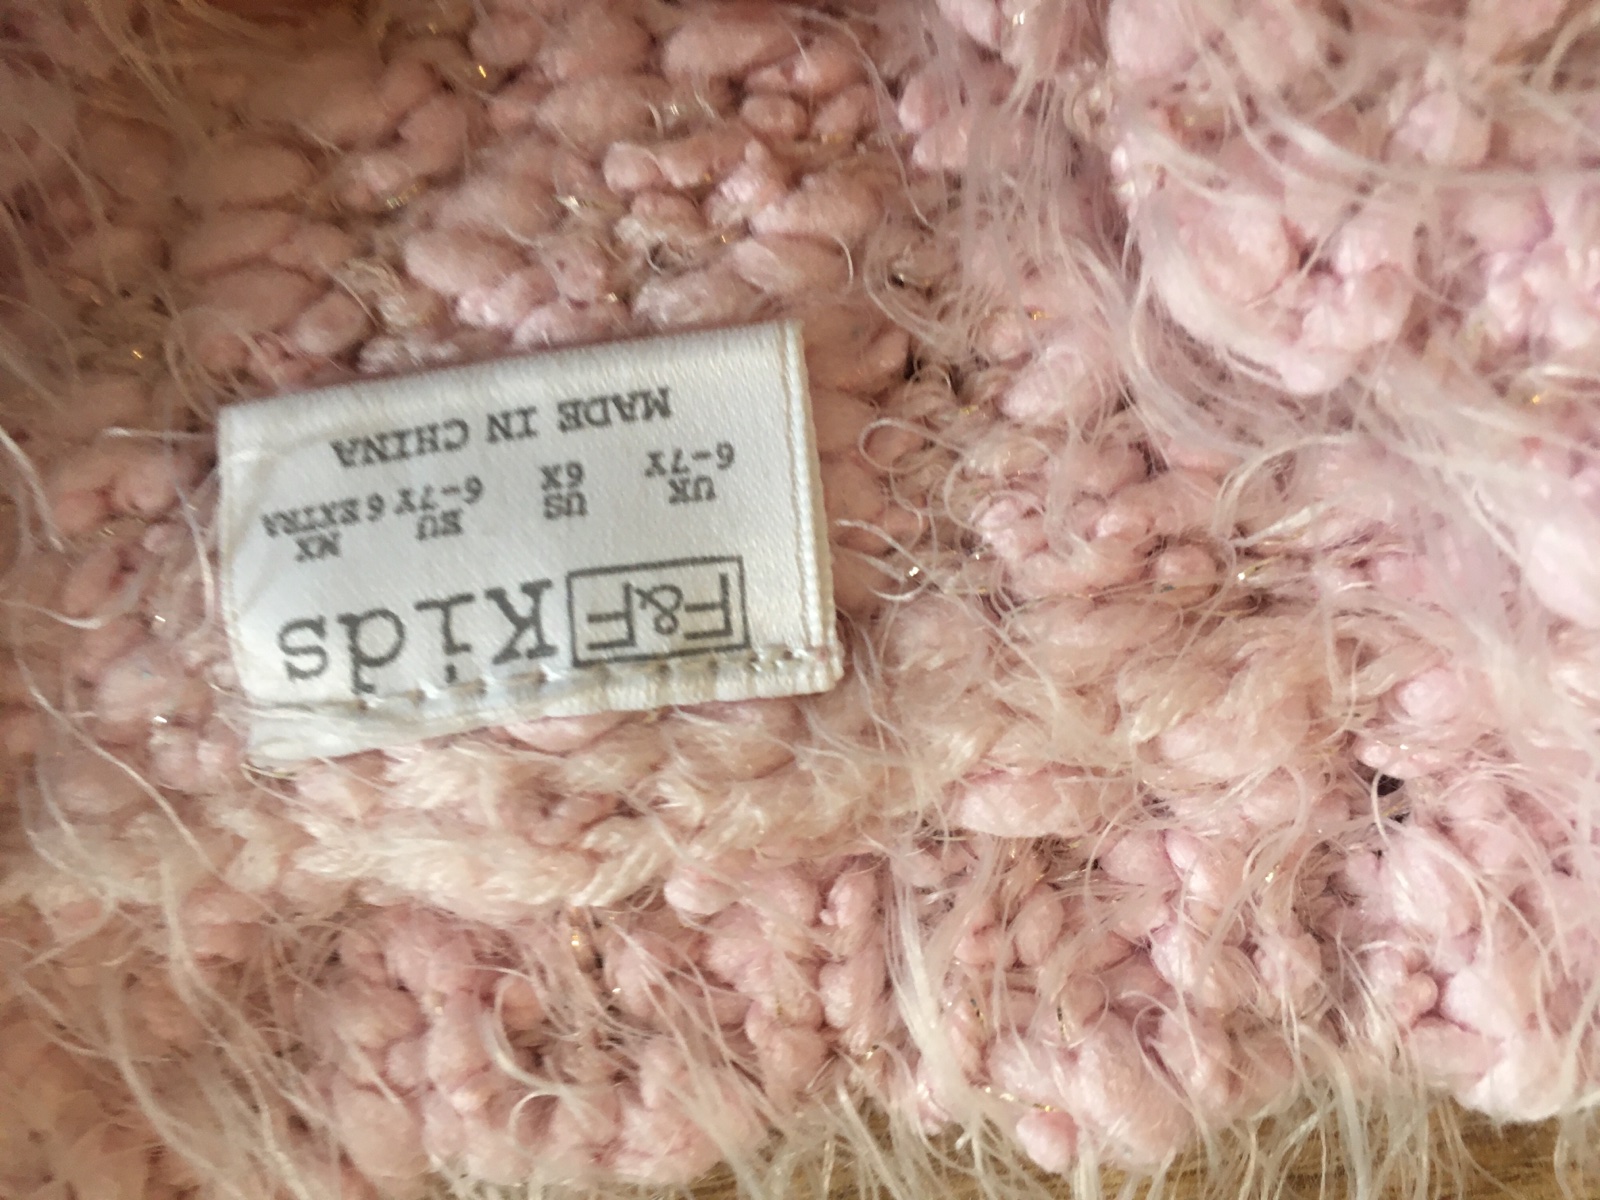 F&F Kids
UK US EU MX
6-7Y 6X 6-7Y 6 EXTRA
MADE IN CHINA